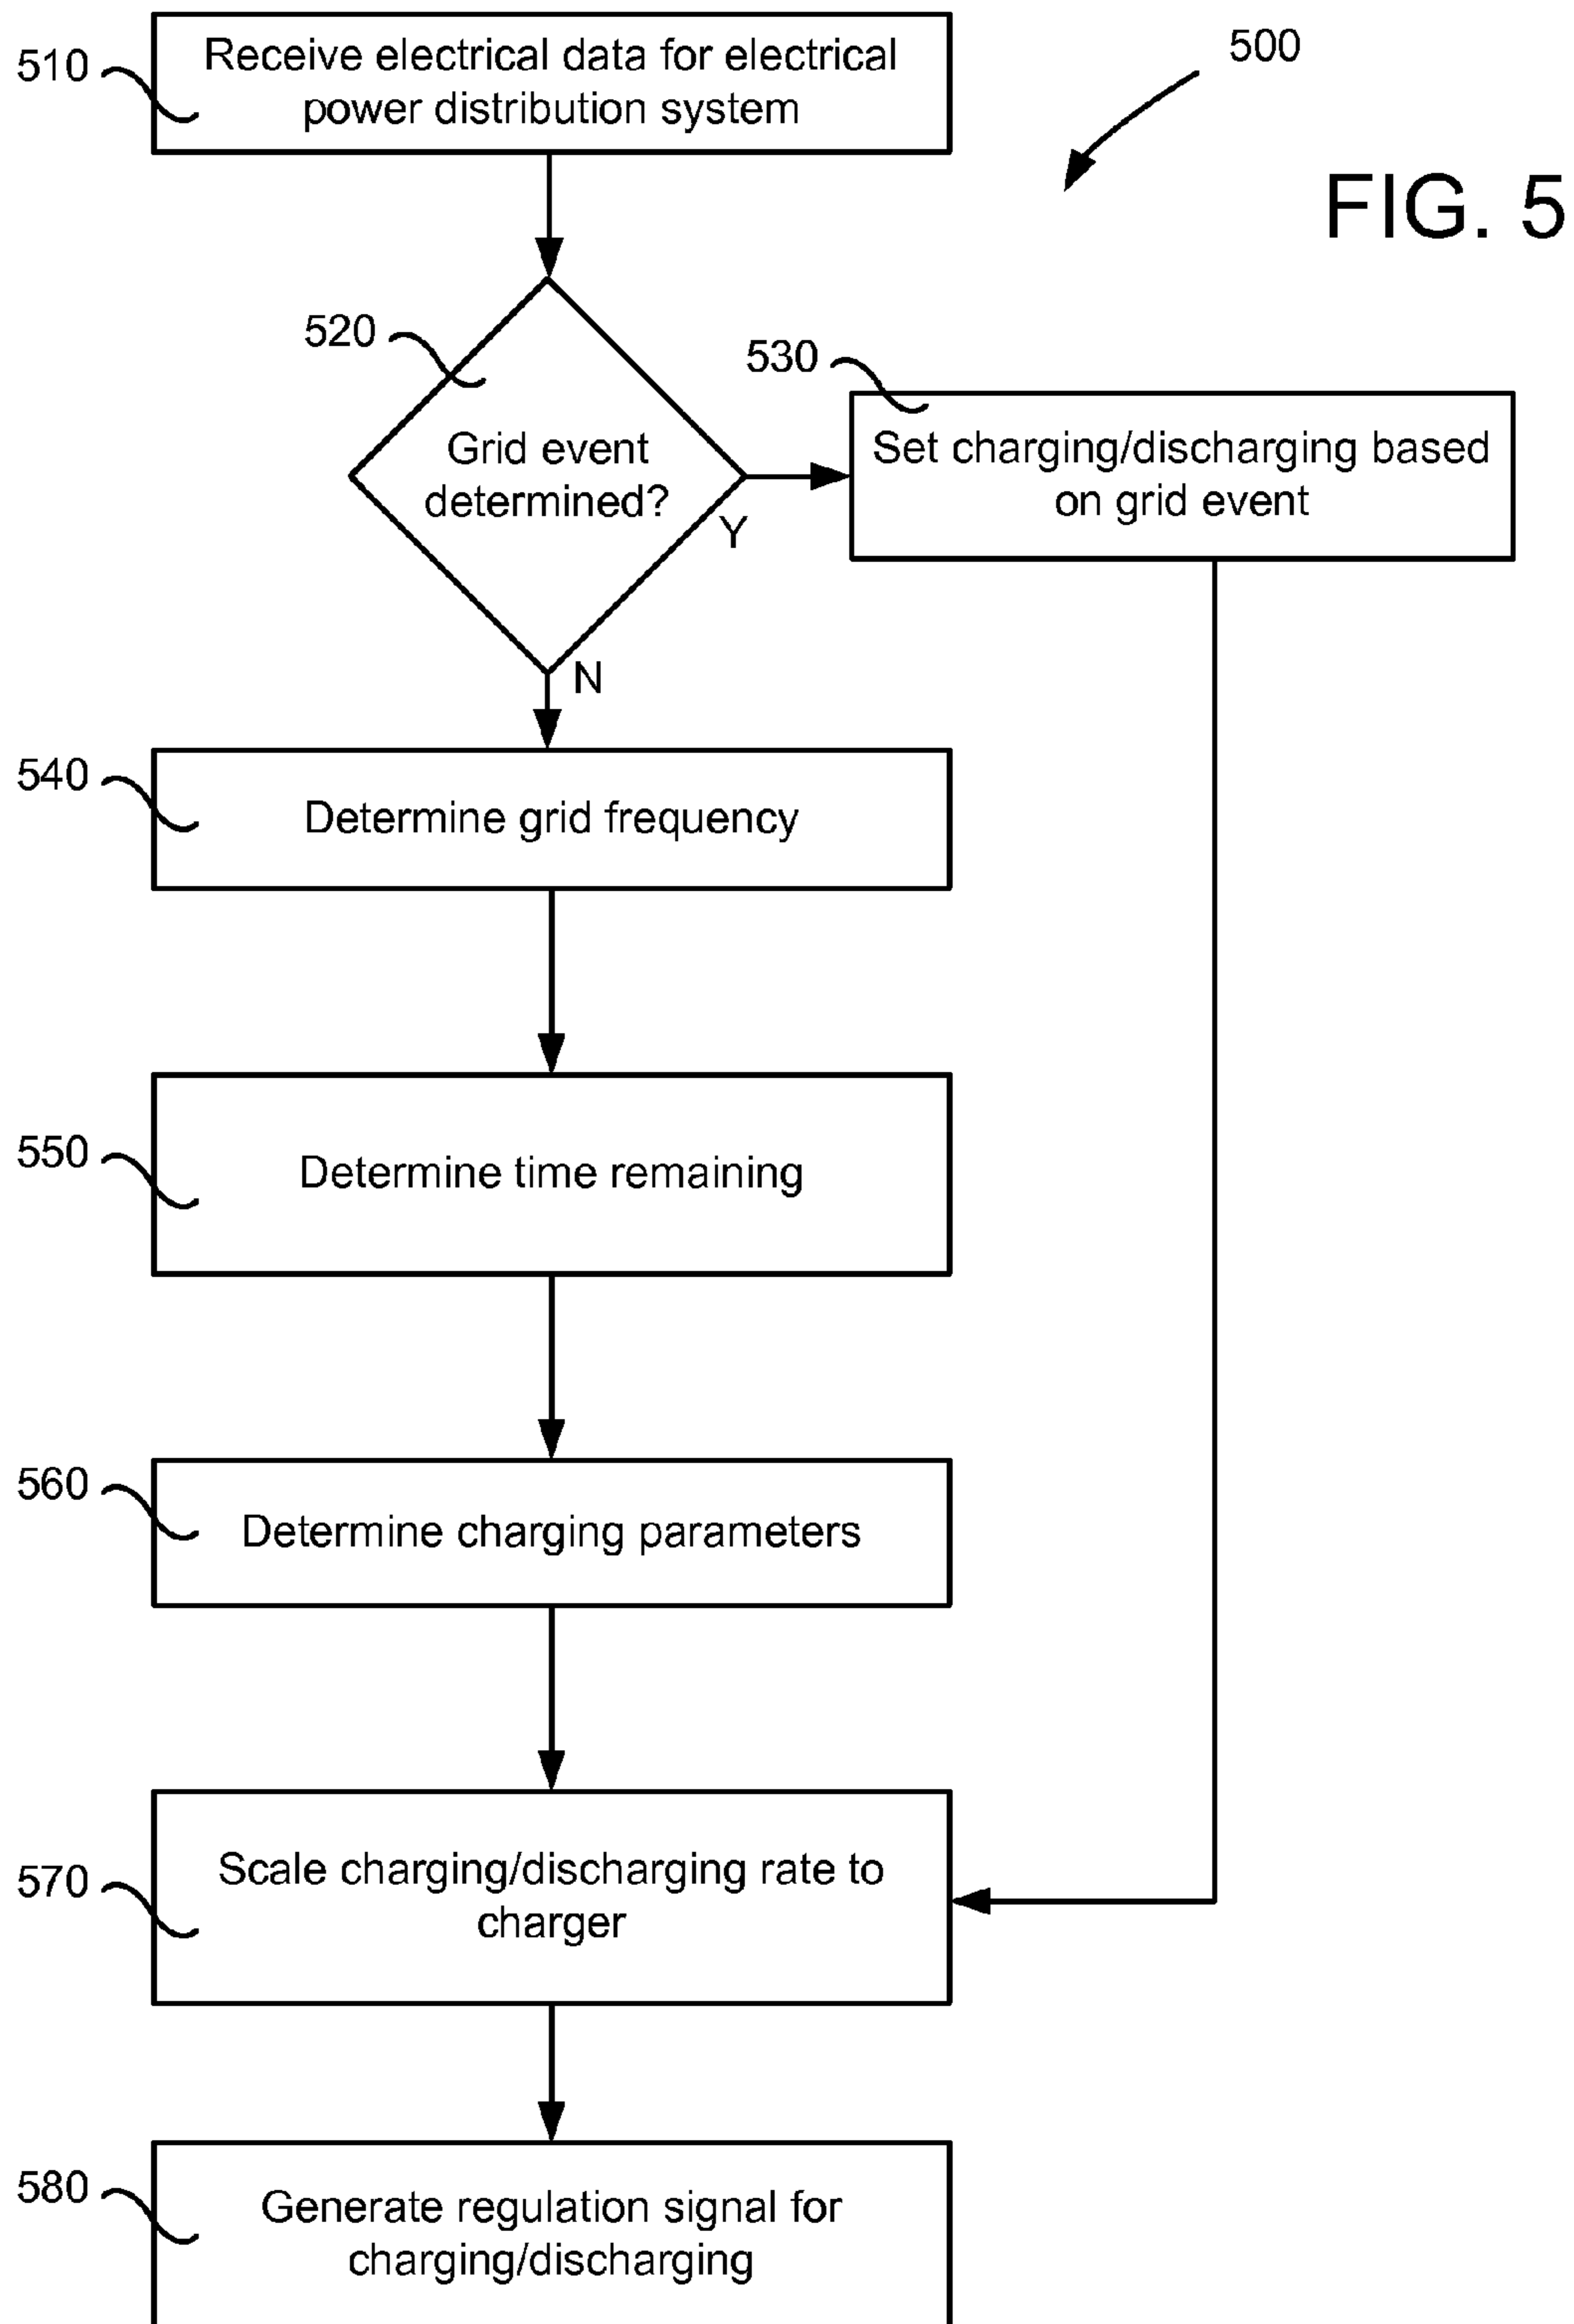 510
Receive electrical data for electrical
power distribution system
500
FIG. 5
520
Grid event
determined?
Y
N
530
Set charging/discharging based
on grid event
540
Determine grid frequency
550
Determine time remaining
560
Determine charging parameters
570
Scale charging/discharging rate to
charger
580
Generate regulation signal for
charging/discharging